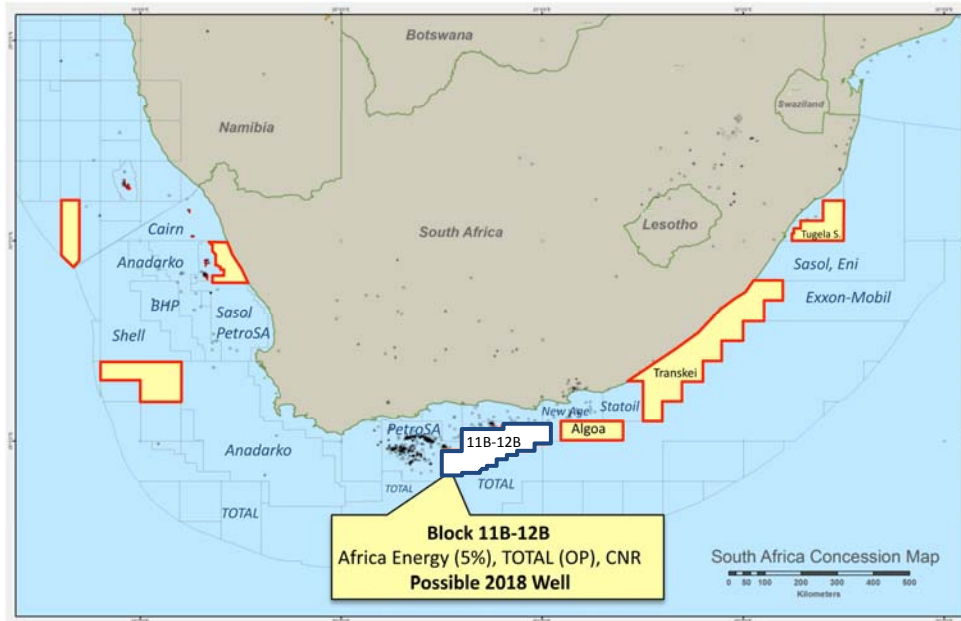 Botswana
Namibia
Swaziland
South Africa
Lesotho
Cairn
Anadarko
BHP
Sasol
PetroSA
Shell
Tugela S.
Sasol, Eni
Exxon-Mobil
Transkei
Statoil
New Age
Algoa
PetroSA
11B-12B
Anadarko
TOTAL
TOTAL
TOTAL
Block 11B-12B
Africa Energy (5%), TOTAL (OP), CNR
Possible 2018 Well
South Africa Concession Map
0 50 100 200 300 400 500
Kilometers